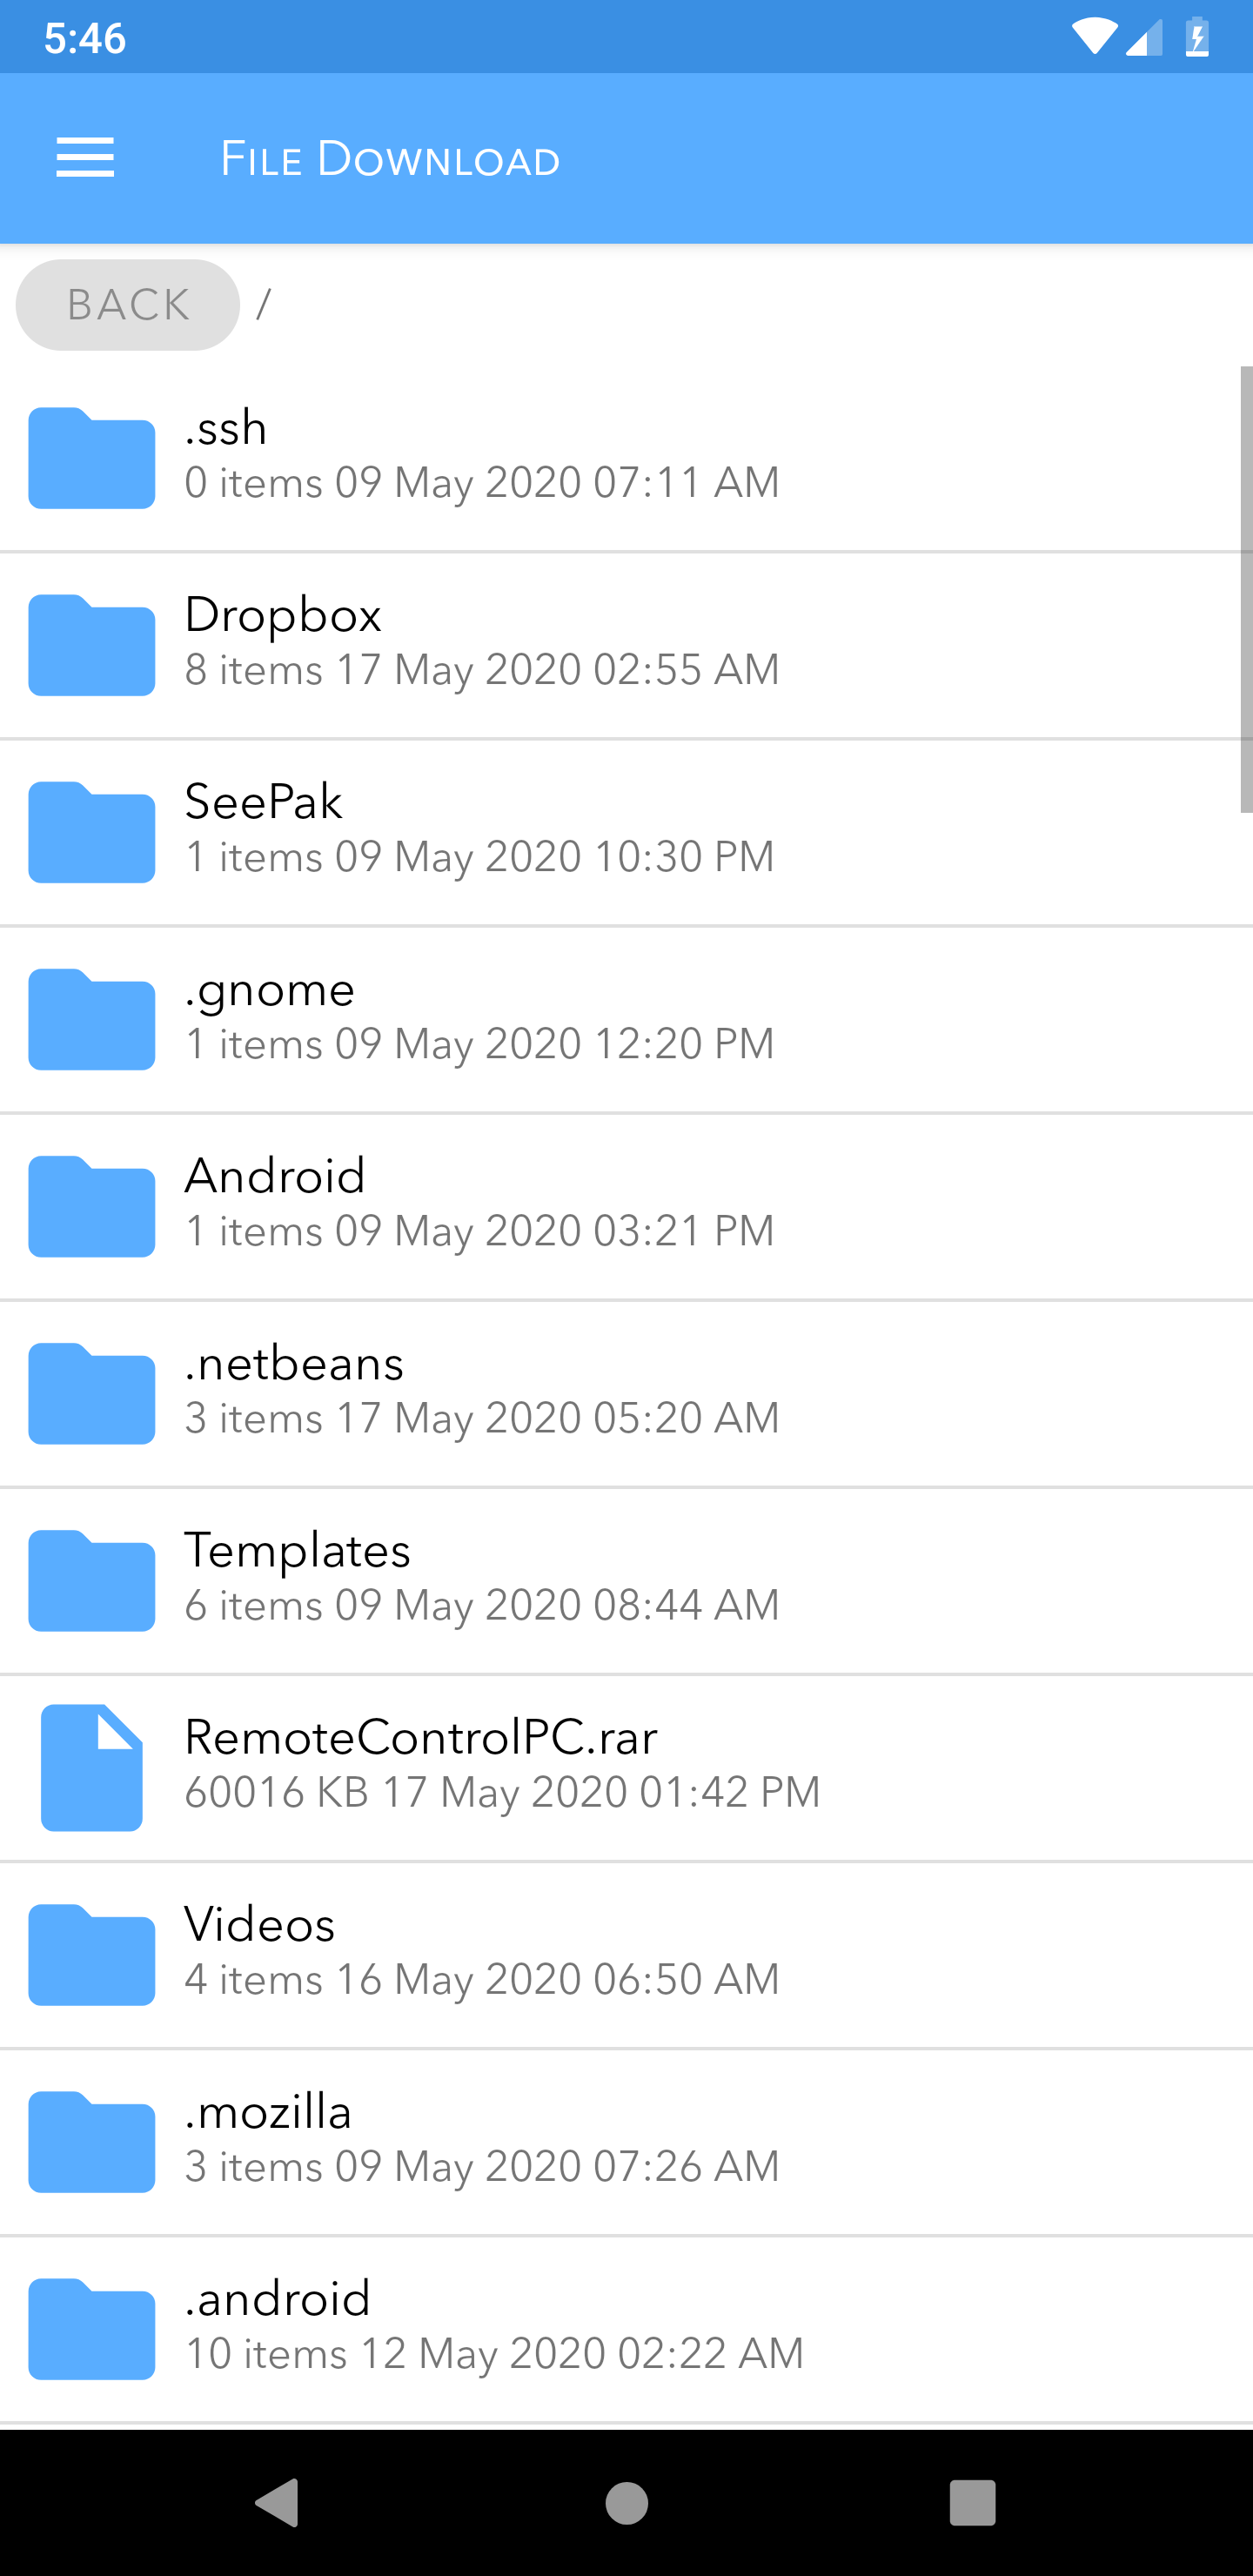 5:46
File Download
BACK /
.ssh
0 items 09 May 2020 07:11 AM
Dropbox
8 items 17 May 2020 02:55 AM
SeePak
1 items 09 May 2020 10:30 PM
.gnome
1 items 09 May 2020 12:20 PM
Android
1 items 09 May 2020 03:21 PM
.netbeans
3 items 17 May 2020 05:20 AM
Templates
6 items 09 May 2020 08:44 AM
RemoteControlPC.rar
60016 KB 17 May 2020 01:42 PM
Videos
4 items 16 May 2020 06:50 AM
.mozilla
3 items 09 May 2020 07:26 AM
.android
10 items 12 May 2020 02:22 AM